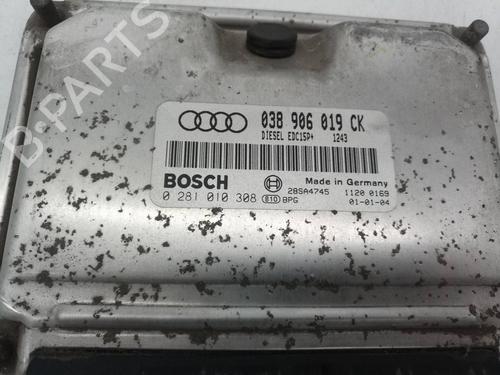 038 906 019 CK
DIESEL EDC15P+ 1243
BOSCH
Made in Germany
28SA4745 1120 0169
0 281 010 308 B10 BPG 01-01-04
B-PARTS